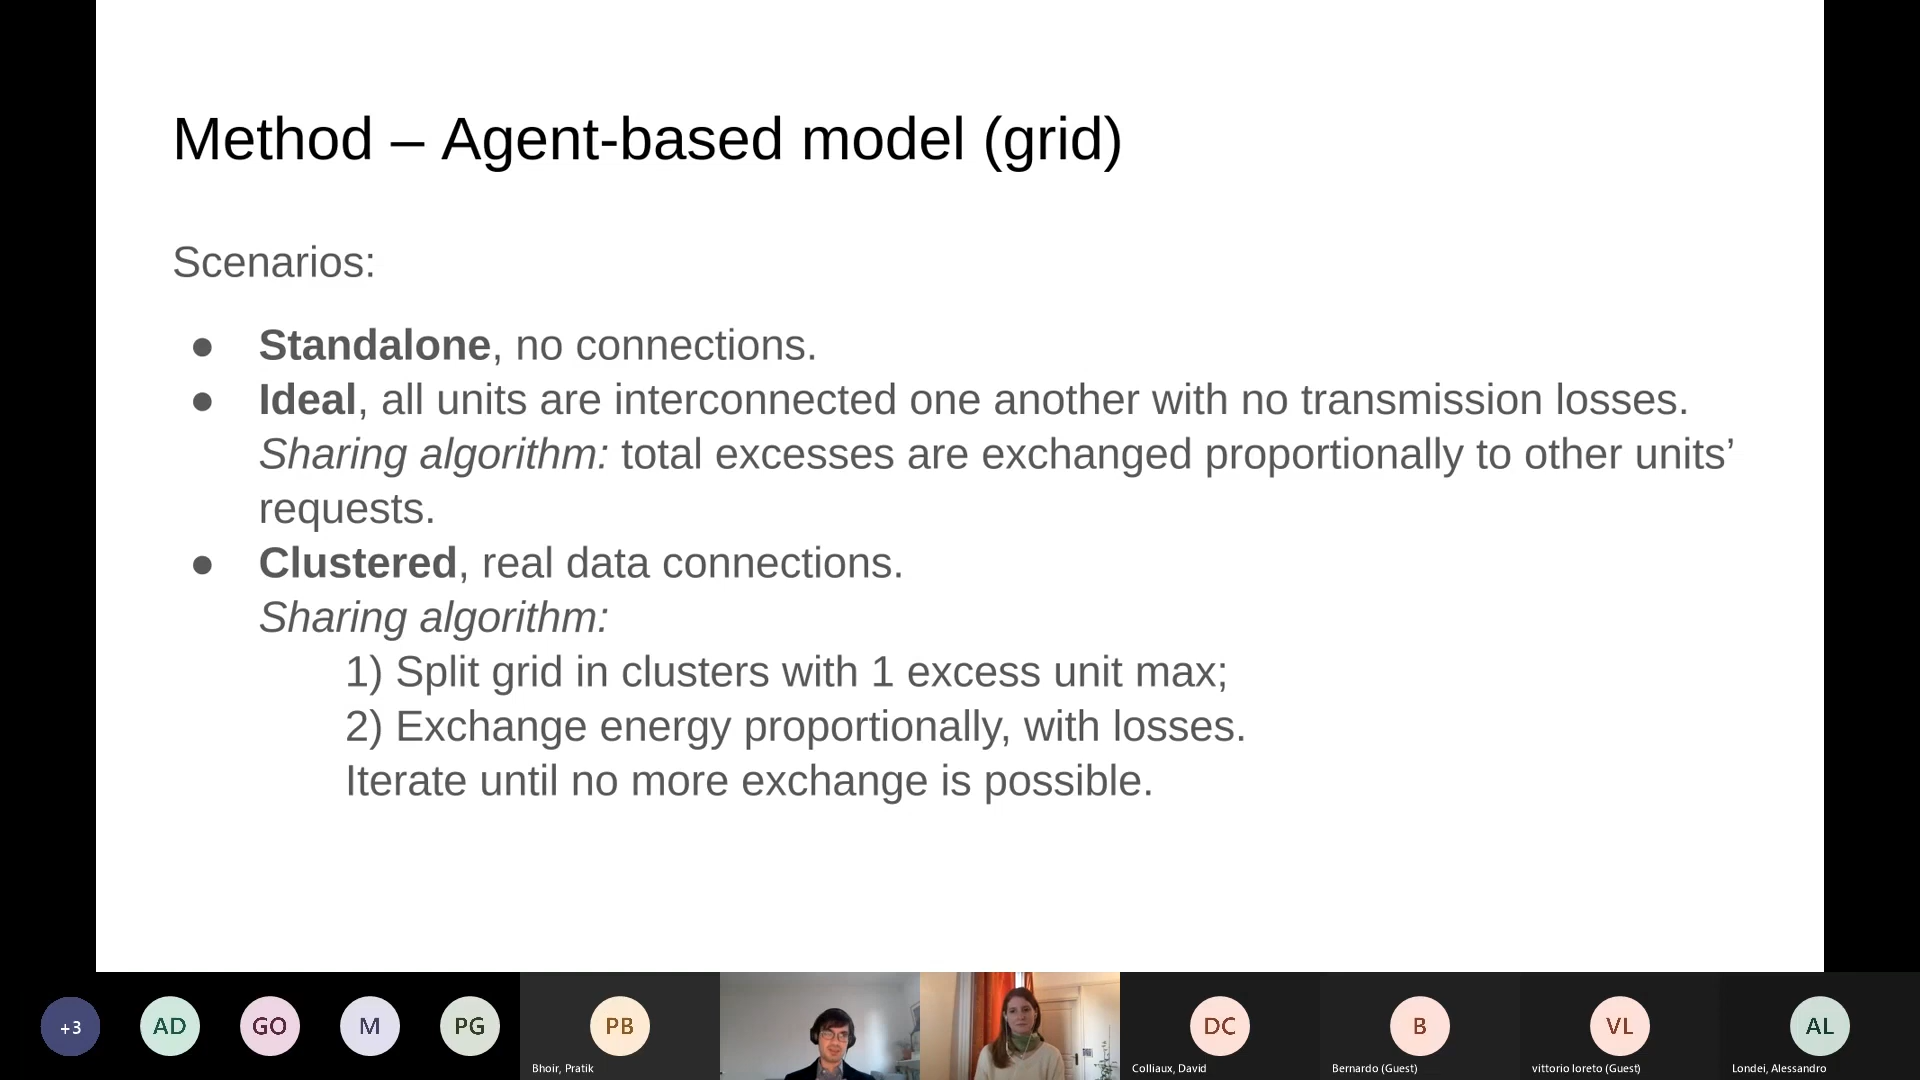 Method – Agent-based model (grid)
Scenarios:
● Standalone, no connections.
● Ideal, all units are interconnected one another with no transmission losses.
Sharing algorithm: total excesses are exchanged proportionally to other units’
requests.
● Clustered, real data connections.
Sharing algorithm:
1) Split grid in clusters with 1 excess unit max;
2) Exchange energy proportionally, with losses.
Iterate until no more exchange is possible.
+3
AD
GO
M
PG
PB
DC
B
VL
AL
Bhoir, Pratik
Colliaux, David
Bernardo (Guest)
vittorio loreto (Guest)
Londei, Alessandro